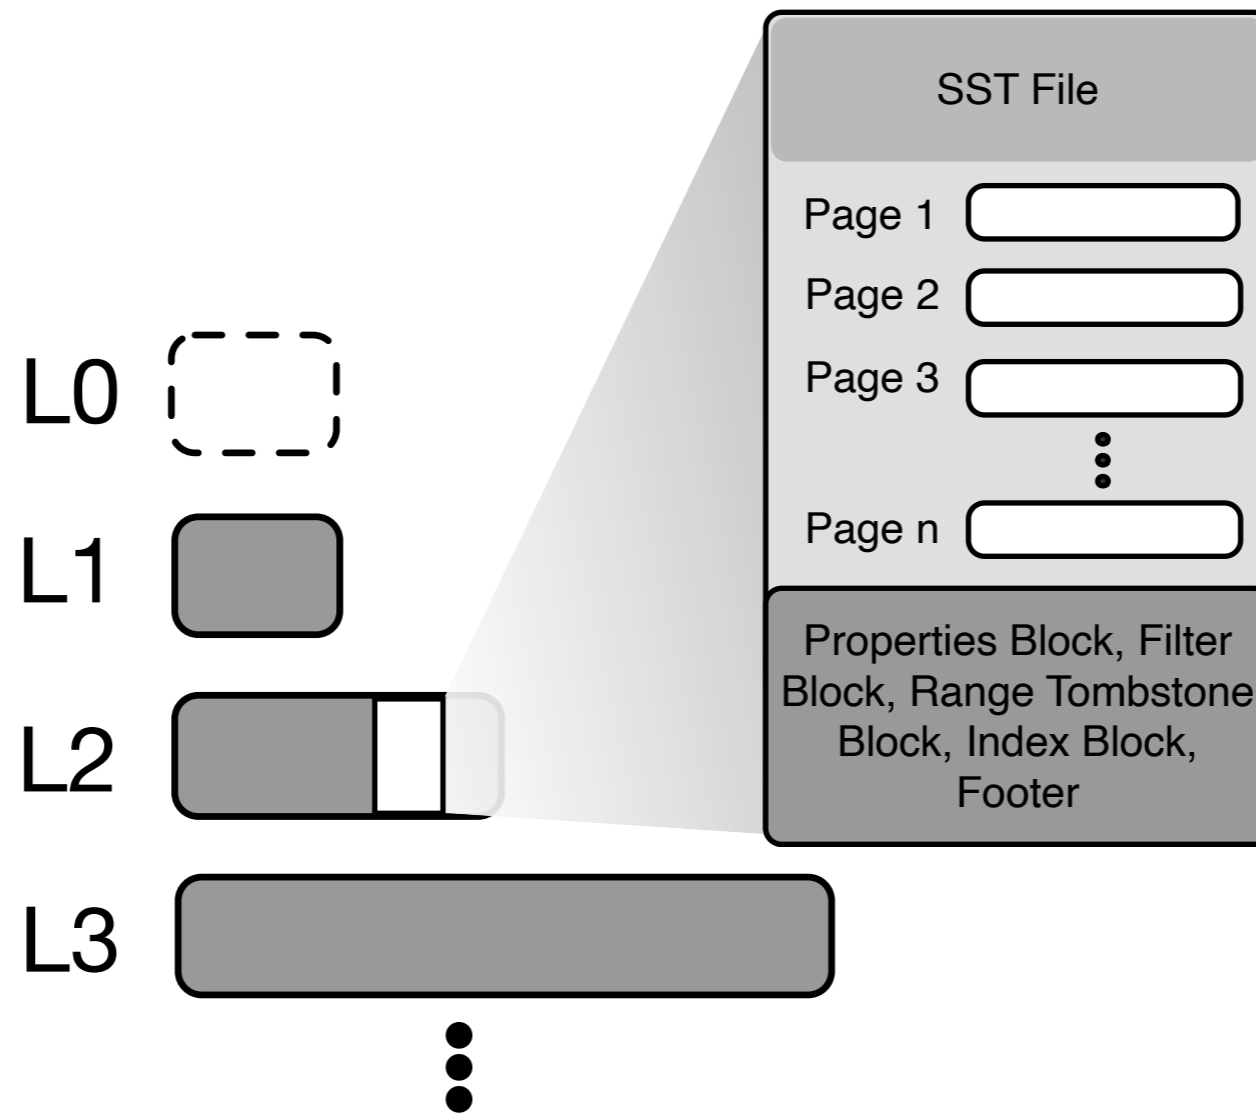 SST File
Page 1
Page 2
Page 3
Page n
Properties Block, Filter
Block, Range Tombstone
Block, Index Block,
Footer
L0
L1
L2
L3